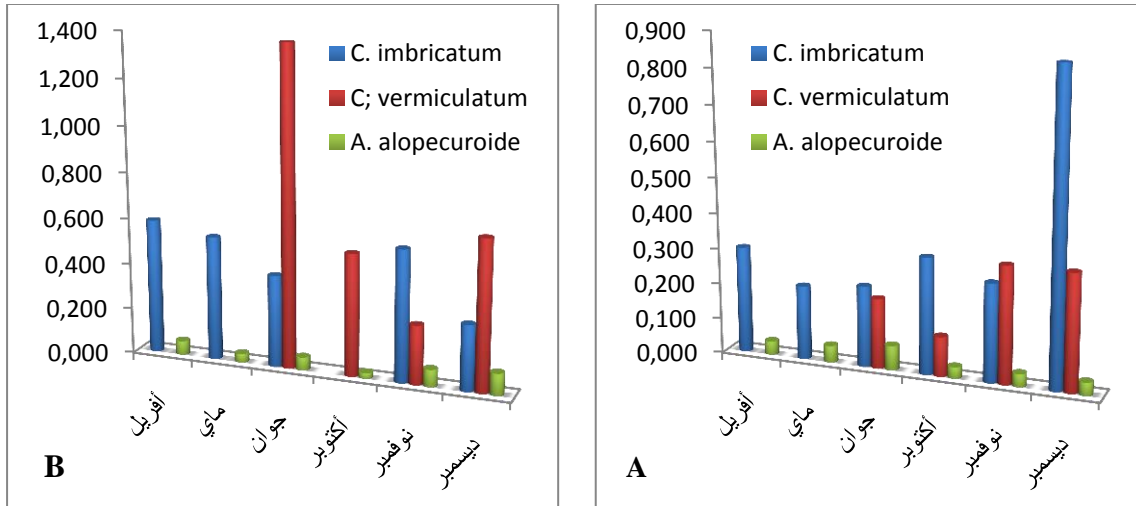 1,400
1,200
1,000
0,800
0,600
0,400
0,200
0,000
C. imbricatum
C; vermiculatum
A. alopecuroide
أفريل
ماي
جوان
أكتوبر
نوفمبر
ديسمبر
B
0,900
0,800
0,700
0,600
0,500
0,400
0,300
0,200
0,100
0,000
C. imbricatum
C. vermiculatum
A. alopecuroide
أفريل
ماي
جوان
أكتوبر
نوفمبر
ديسمبر
A